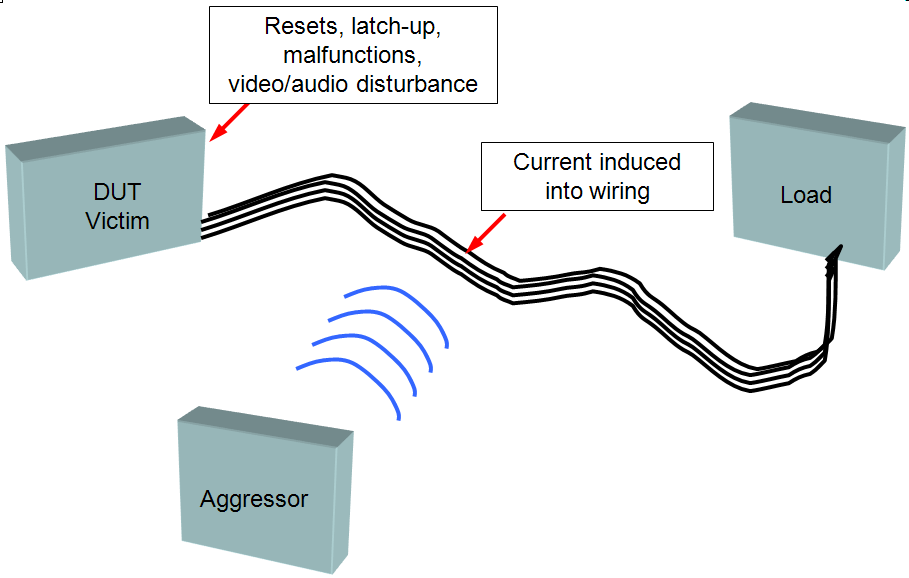 Resets, latch-up,
malfunctions,
video/audio disturbance
DUT
Victim
Current induced
into wiring
Load
Aggressor